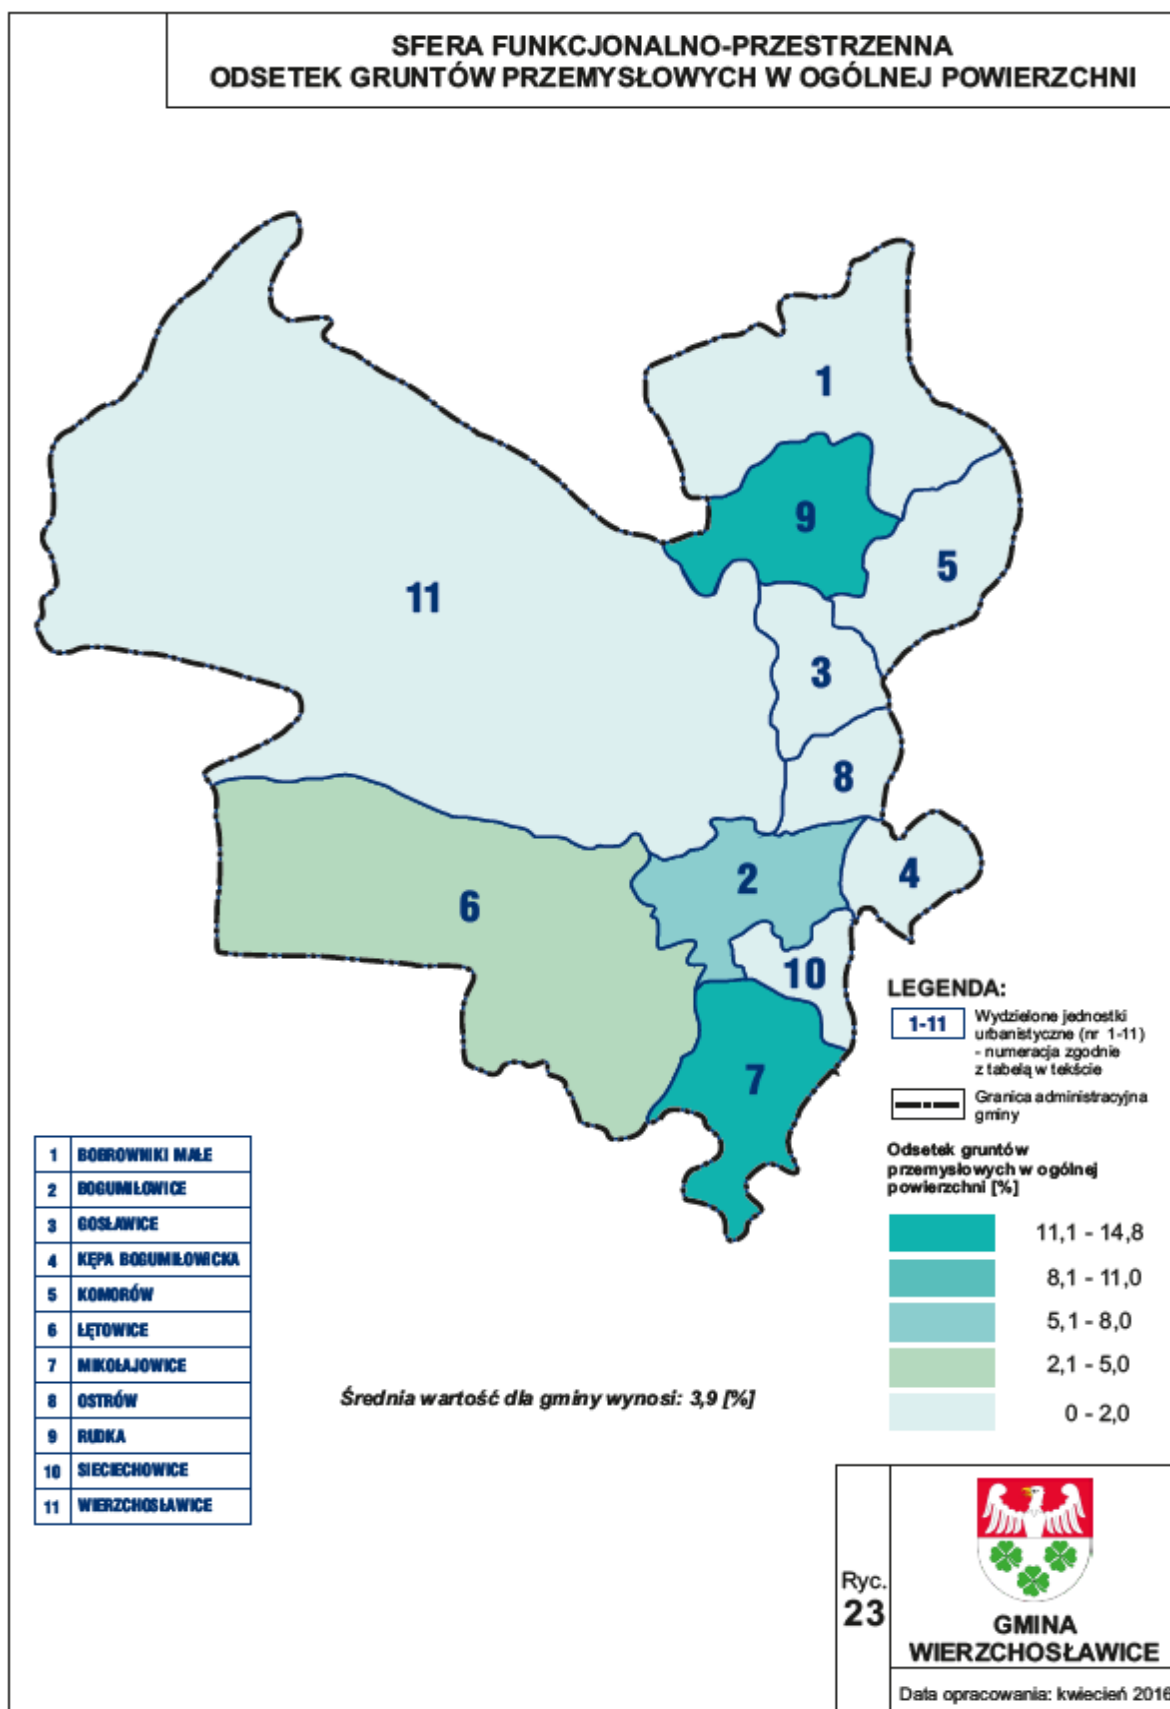 SFERA FUNKCJONALNO-PRZESTRZENNA
ODSETEK GRUNTÓW PRZEMYSŁOWYCH W OGÓLNEJ POWIERZCHNI
1
9
5
11
3
8
2
4
6
10
7
LEGENDA:
1-11
Wydzielone jednostki
urbanistyczne (nr 1-11)
- numeracja zgodnie
z tabelą w tekście
Granica administracyjna
gminy
Odsetek gruntów
przemysłowych w ogólnej
powierzchni [%]
11,1 - 14,8
8,1 - 11,0
5,1 - 8,0
2,1 - 5,0
0 - 2,0
1 BOBROWNIKI MAŁE
2 BOGUMIŁOWICE
3 GOSŁAWICE
4 KĘPA BOGUMIŁOWICKA
5 KOMORÓW
6 ŁĘTOWICE
7 MIKOŁAJOWICE
8 OSTRÓW
9 RUDKA
10 SIECIECHOWICE
11 WIERZCHOSŁAWICE
Średnia wartość dla gminy wynosi: 3,9 [%]
Ryc.
23
GMINA
WIERZCHOSŁAWICE
Data opracowania: kwiecień 2016